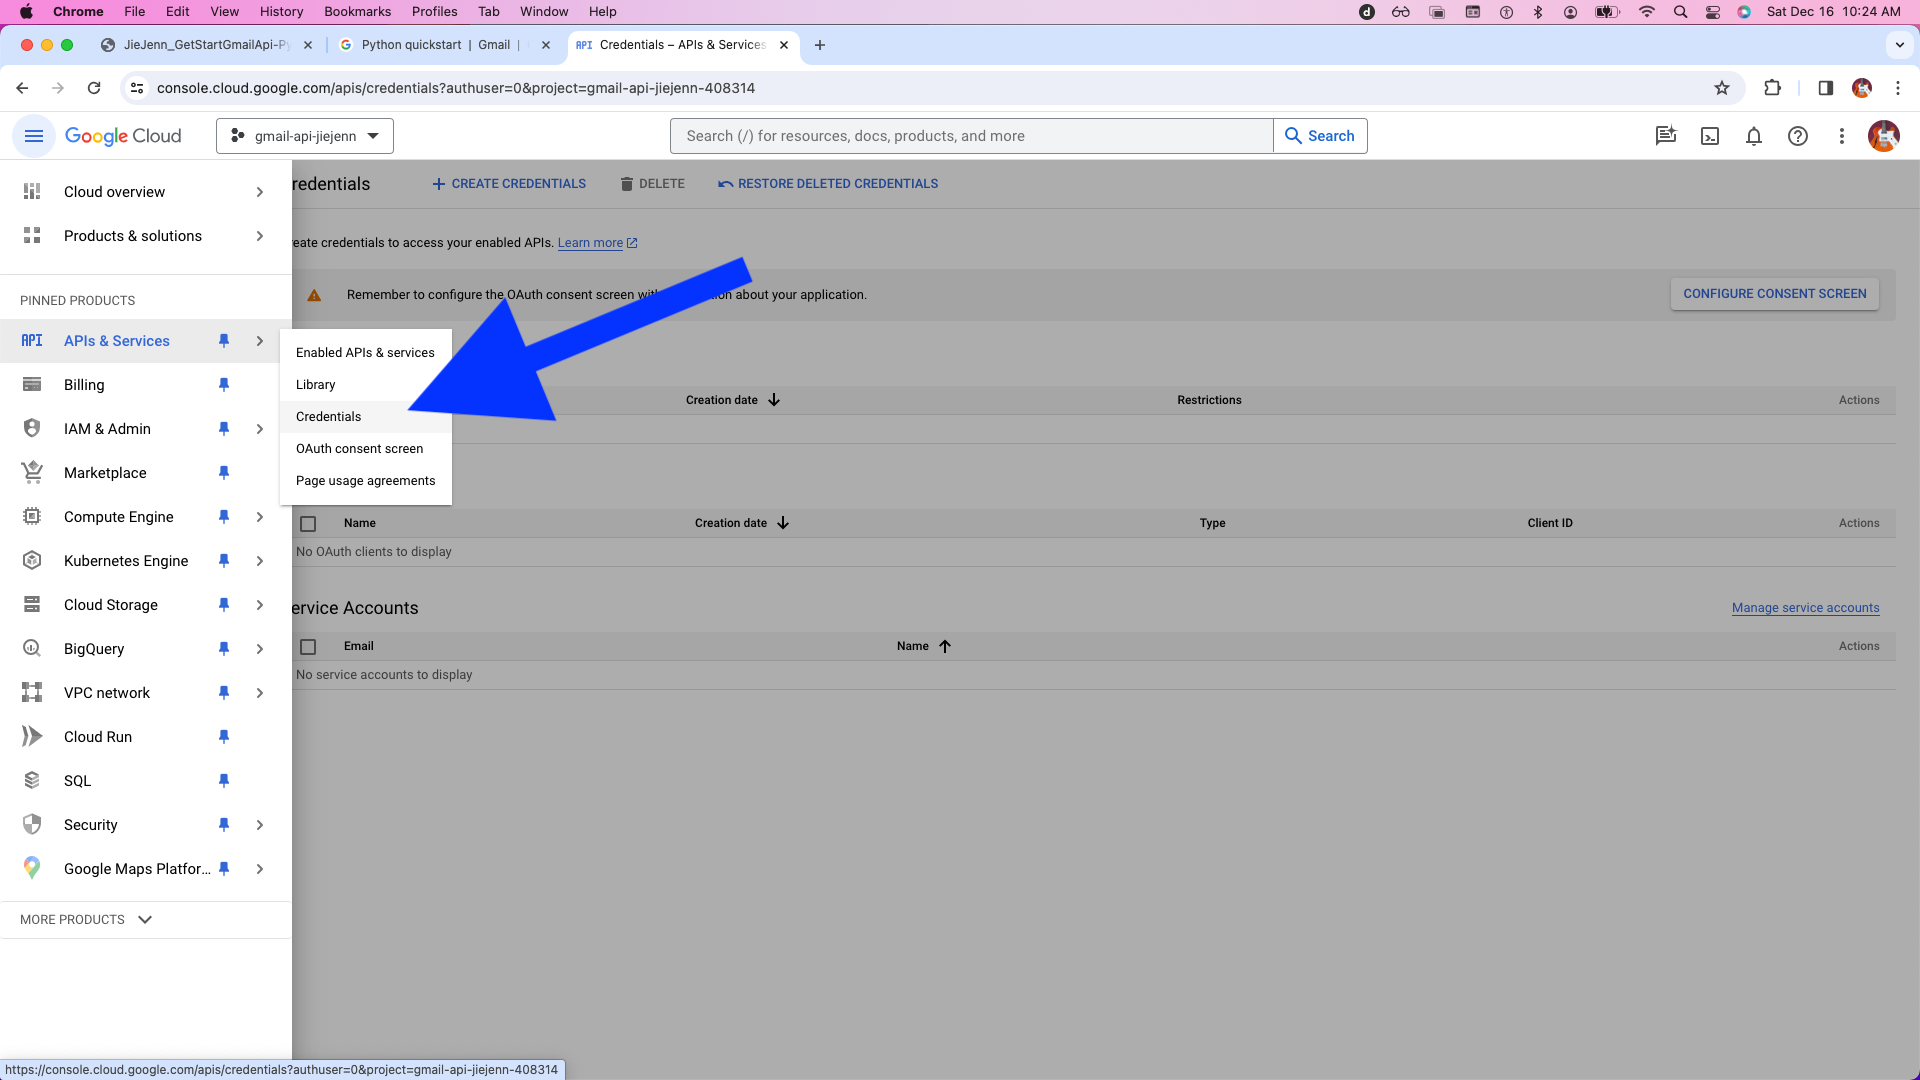 Chrome File Edit View History Bookmarks Profiles Tab Window Help Sat Dec 16 10:24 AM
JieJenn_GetStartGmailApi-Py Python quickstart | Gmail | API Credentials – APIs & Services
console.cloud.google.com/apis/credentials?authuser=0&project=gmail-api-jiejenn-408314
Google Cloud gmail-api-jiejenn Search (/) for resources, docs, products, and more Search
Cloud overview
Products & solutions
PINNED PRODUCTS
API APIs & Services
Billing
IAM & Admin
Marketplace
Compute Engine
Kubernetes Engine
Cloud Storage
BigQuery
VPC network
Cloud Run
SQL
Security
Google Maps Platfor...
MORE PRODUCTS
Enabled APIs & services
Library
Credentials
OAuth consent screen
Page usage agreements
redentials CREATE CREDENTIALS DELETE RESTORE DELETED CREDENTIALS
reate credentials to access your enabled APIs. Learn more
Remember to configure the OAuth consent screen with about your application. CONFIGURE CONSENT SCREEN
Creation date Restrictions Actions
Name Creation date Type Client ID Actions
No OAuth clients to display
ervice Accounts Manage service accounts
Email Name Actions
No service accounts to display
https://console.cloud.google.com/apis/credentials?authuser=0&project=gmail-api-jiejenn-408314